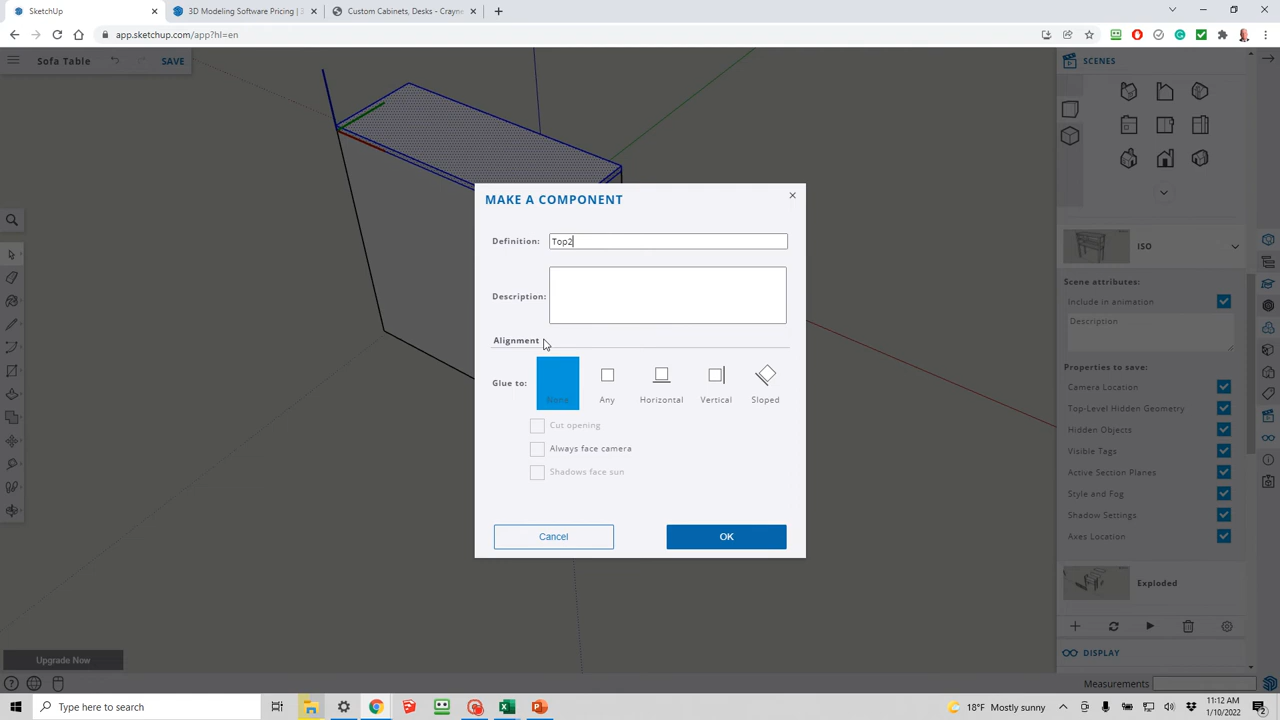 SketchUp
3D Modeling Software Pricing | 3
Custom Cabinets, Desks - Crayne
app.sketchup.com/app?hl=en
Sofa Table
SAVE
SCENES
MAKE A COMPONENT
Definition:
Top2
Description:
Alignment
Glue to:
None
Any
Horizontal
Vertical
Sloped
Cut opening
Always face camera
Shadows face sun
Cancel
OK
ISO
Scene attributes:
Include in animation
Description
Properties to save:
Camera Location
Top-Level Hidden Geometry
Hidden Objects
Visible Tags
Active Section Planes
Style and Fog
Shadow Settings
Axes Location
Exploded
DISPLAY
Upgrade Now
Measurements
Type here to search
18°F Mostly sunny
11:12 AM
1/10/2022
2